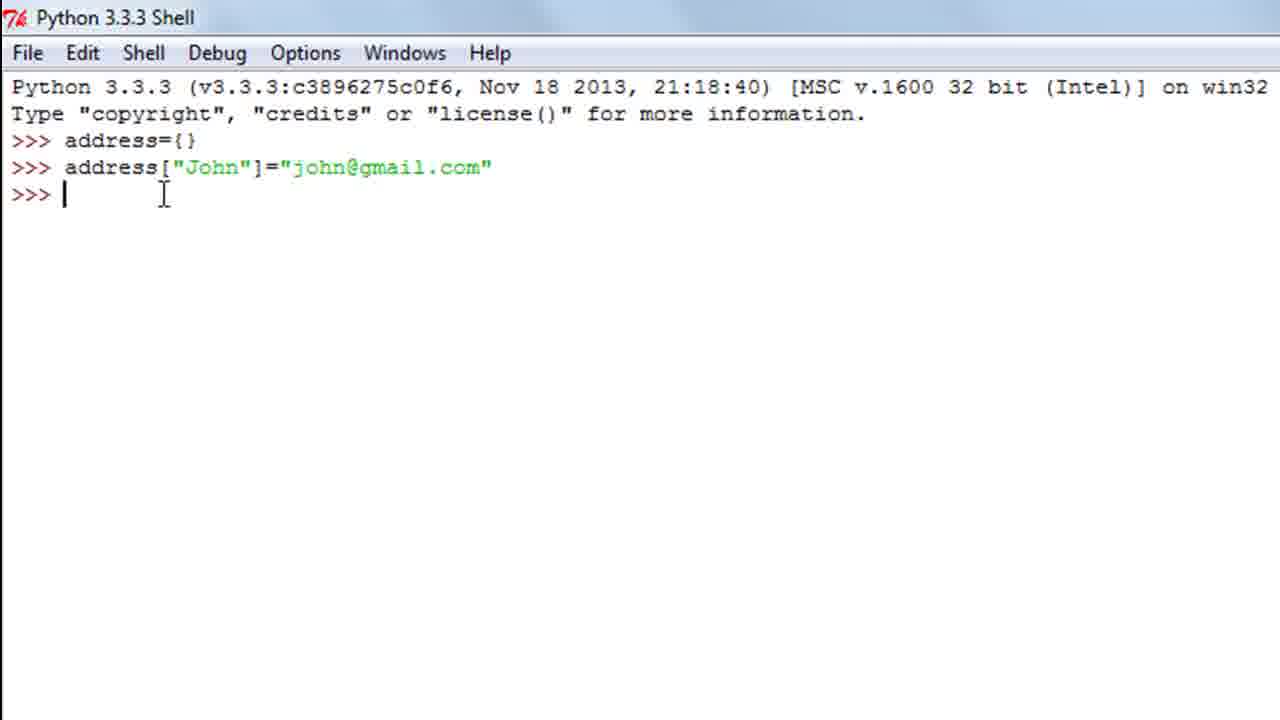 Python 3.3.3 Shell
File Edit Shell Debug Options Windows Help
Python 3.3.3 (v3.3.3:c3896275c0f6, Nov 18 2013, 21:18:40) [MSC v.1600 32 bit (Intel)] on win32
Type "copyright", "credits" or "license()" for more information.
>>> address={}
>>> address["John"]="john@gmail.com"
>>>